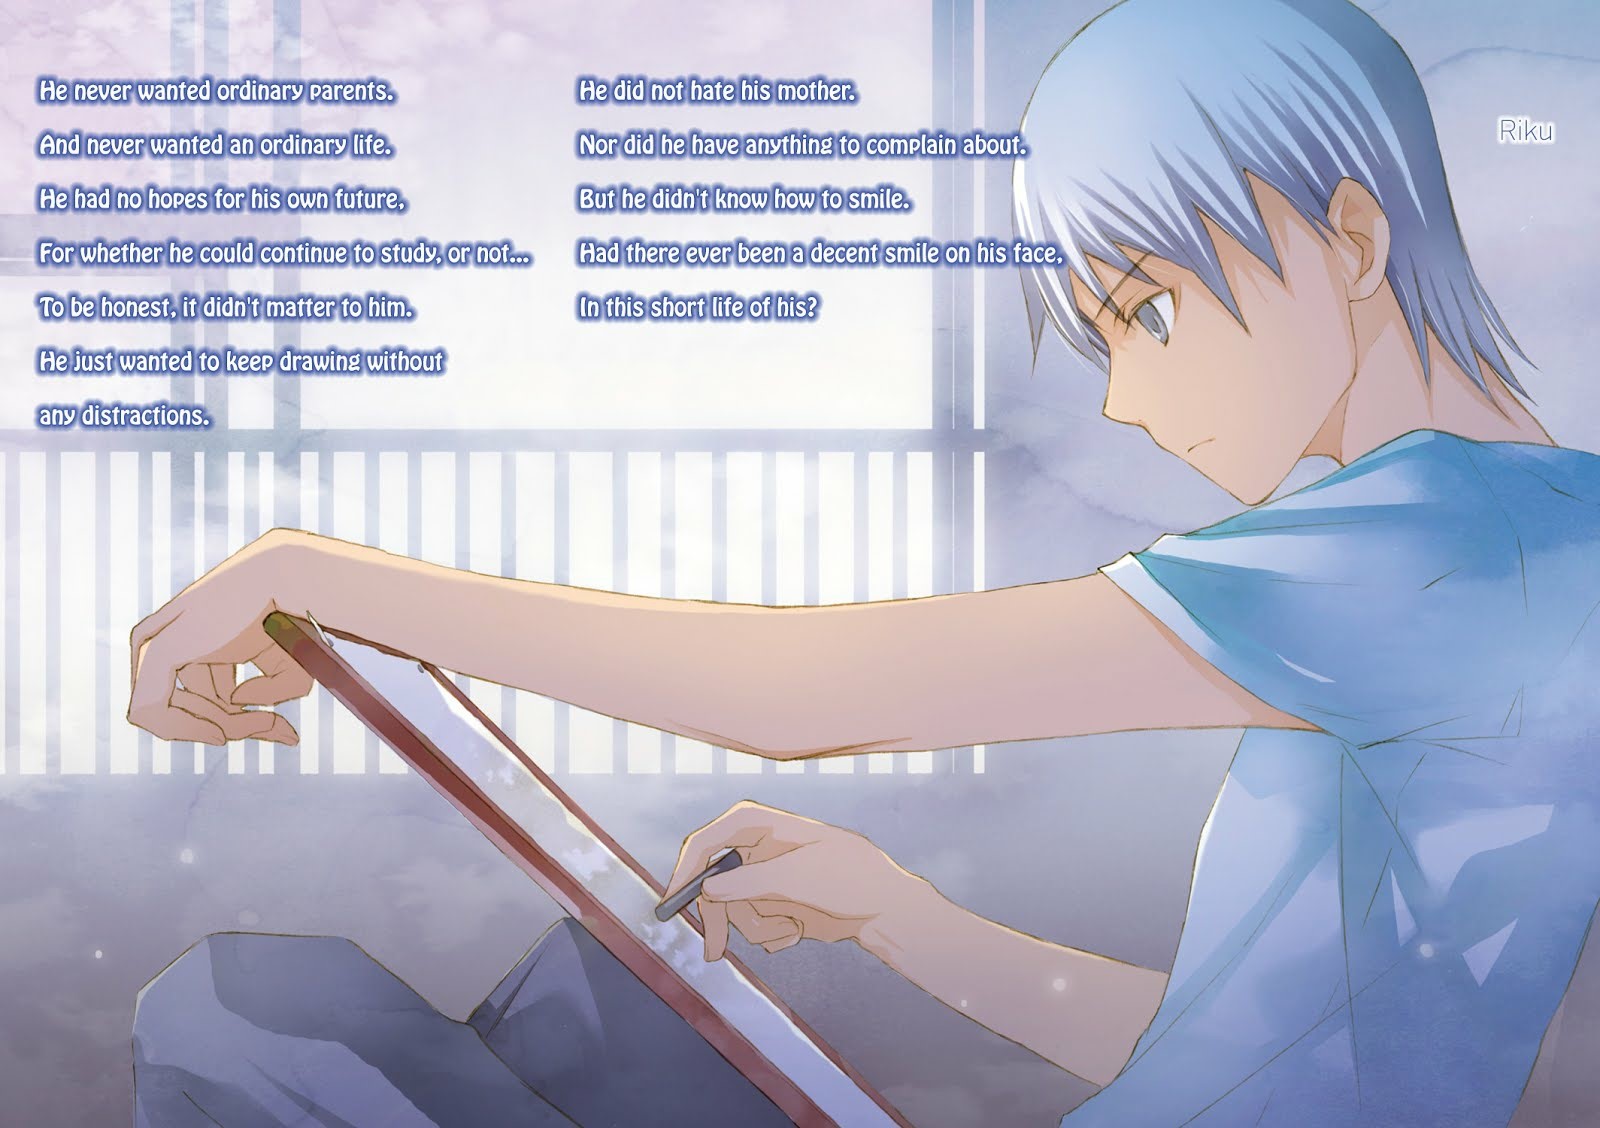 He never wanted ordinary parents.
And never wanted an ordinary life.
He had no hopes for his own future,
For whether he could continue to study, or not...
To be honest, it didn't matter to him.
He just wanted to keep drawing without
any distractions.
He did not hate his mother.
Nor did he have anything to complain about.
But he didn't know how to smile.
Had there ever been a decent smile on his face,
In this short life of his?
Riku